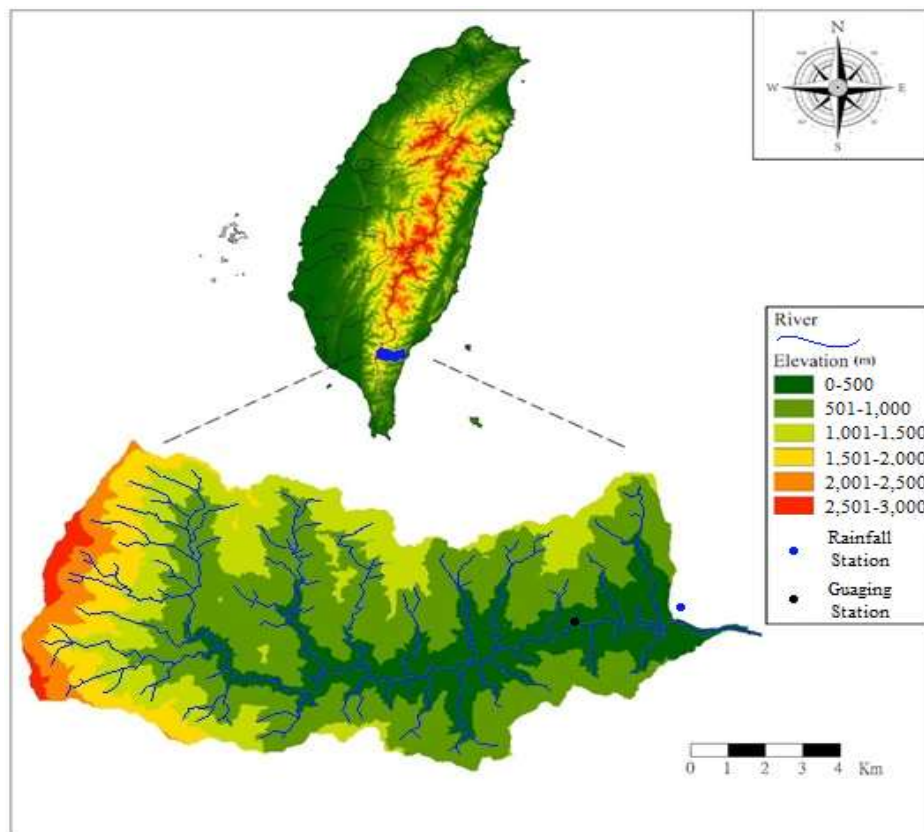 N
W
E
S
River
Elevation (m)
0-500
501-1,000
1,001-1,500
1,501-2,000
2,001-2,500
2,501-3,000
Rainfall
Station
Guaging
Station
0 1 2 3 4 Km